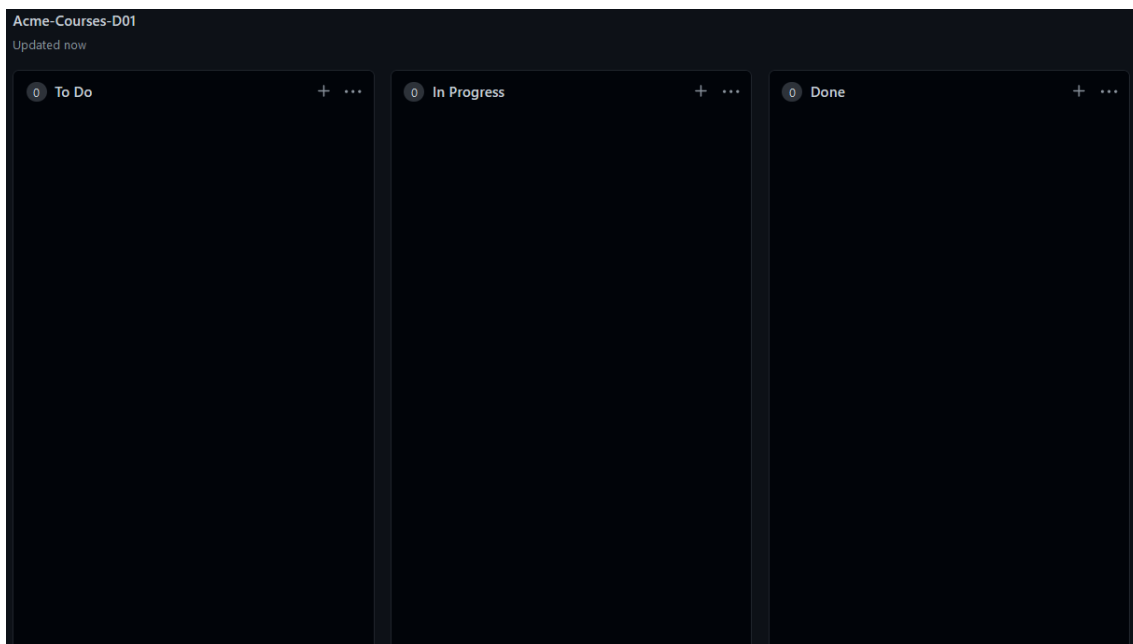 Acme-Courses-D01
Updated now
0 To Do + ...
0 In Progress + ...
0 Done + ...